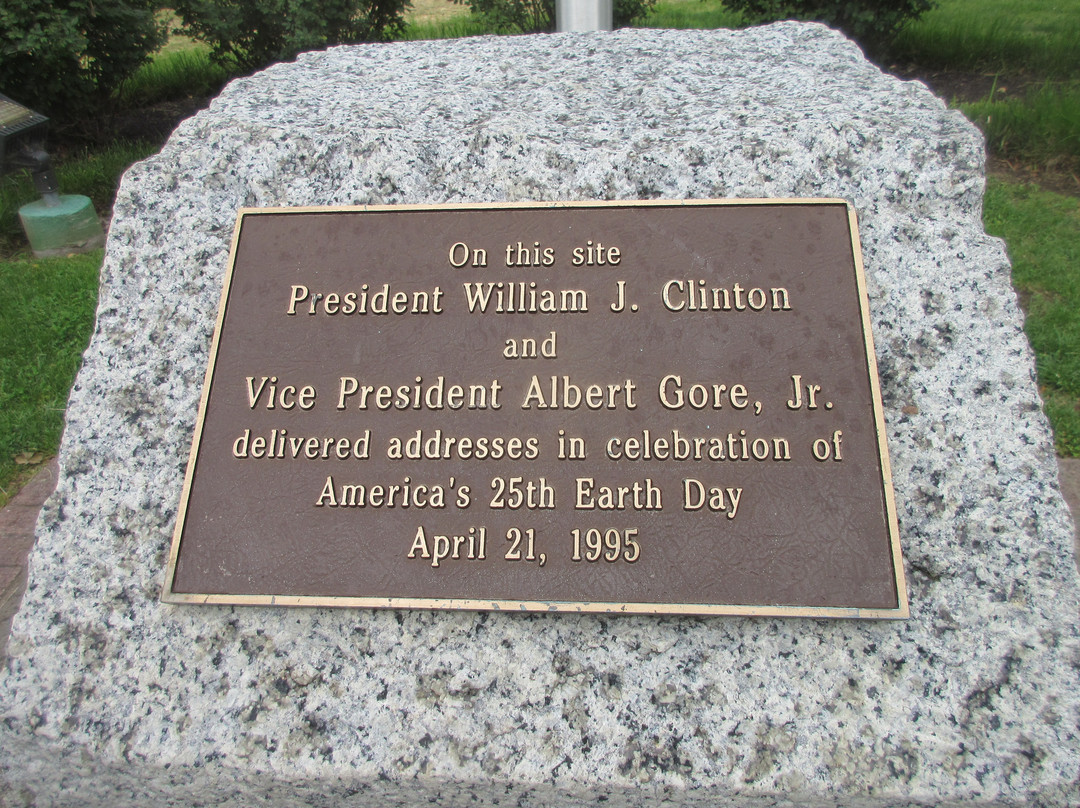 On this site
President William J. Clinton
and
Vice President Albert Gore, Jr.
delivered addresses in celebration of
America's 25th Earth Day
April 21, 1995